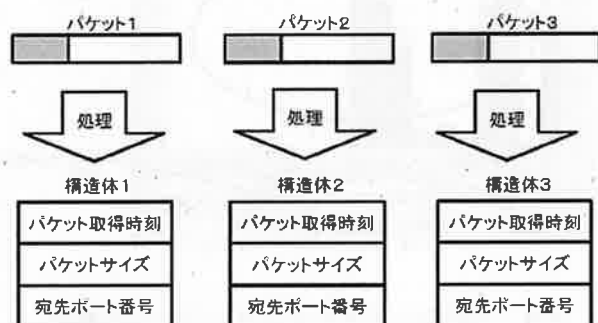 パケット1 パケット2 パケット3
処理 処理 処理
構造体1 構造体2 構造体3
パケット取得時刻 パケット取得時刻 パケット取得時刻
パケットサイズ パケットサイズ パケットサイズ
宛先ポート番号 宛先ポート番号 宛先ポート番号